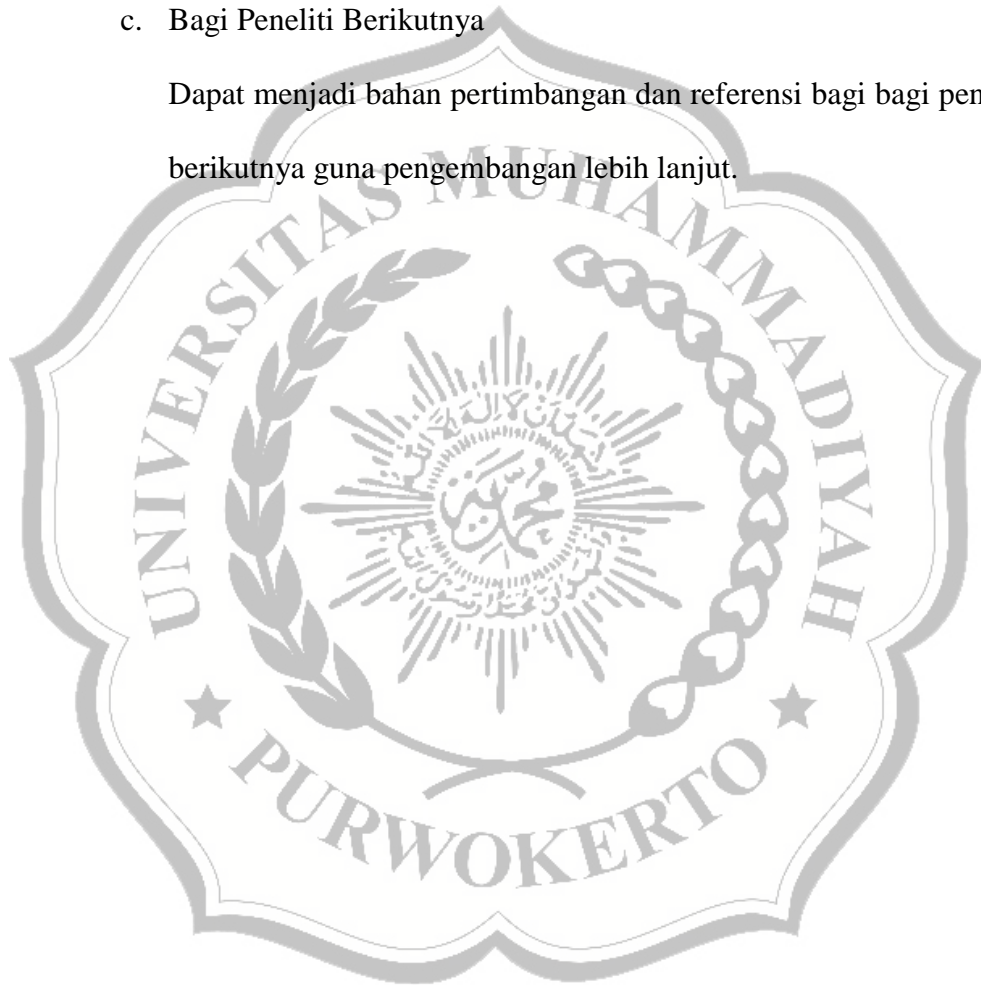 c. Bagi Peneliti Berikutnya
Dapat menjadi bahan pertimbangan dan referensi bagi bagi pen
berikutnya guna pengembangan lebih lanjut.
UNIVERSITAS MUHAMMADIYAH
PURWOKERTO